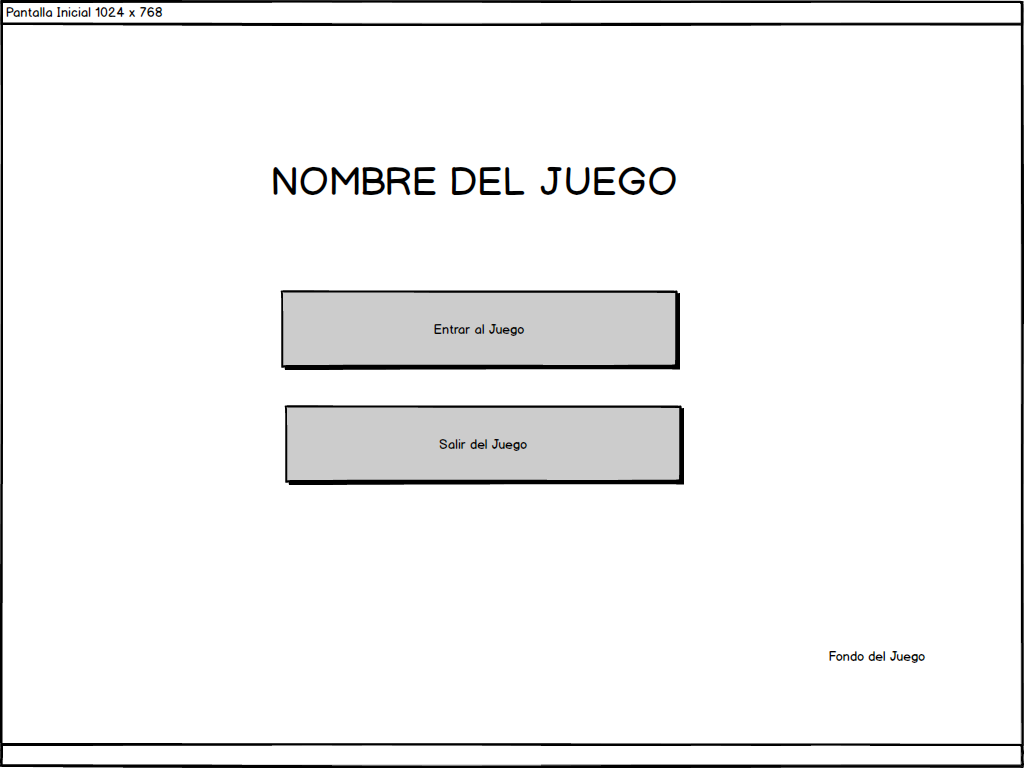 Pantalla Inicial 1024 x 768
NOMBRE DEL JUEGO
Entrar al Juego
Salir del Juego
Fondo del Juego